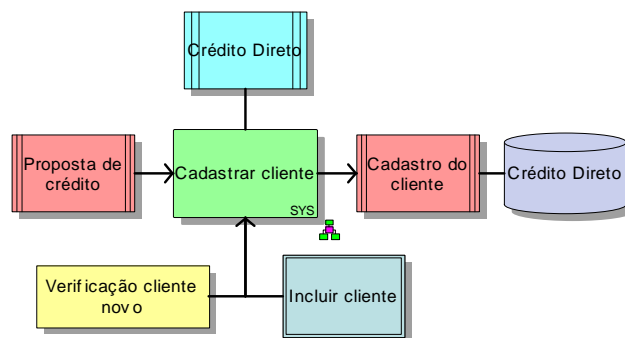 Crédito Direto
Proposta de
crédito
Cadastrar cliente
SYS
Cadastro do
cliente
Crédito Direto
Verificação cliente
novo
Incluir cliente